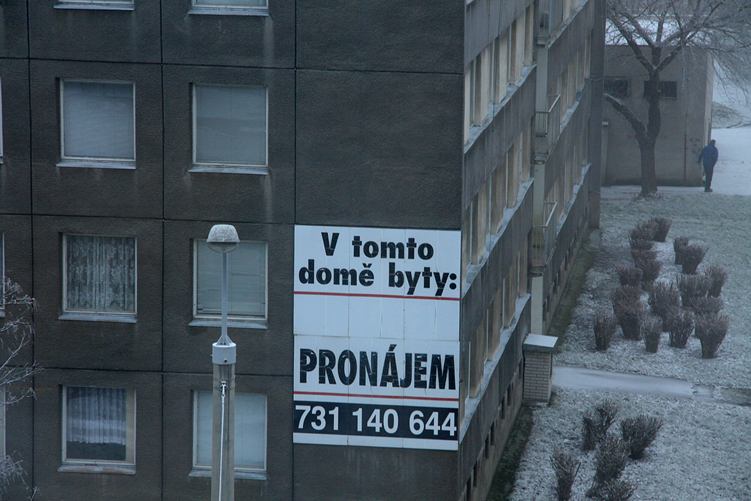 V tomto
domě byty:
PRONÁJEM
731 140 644